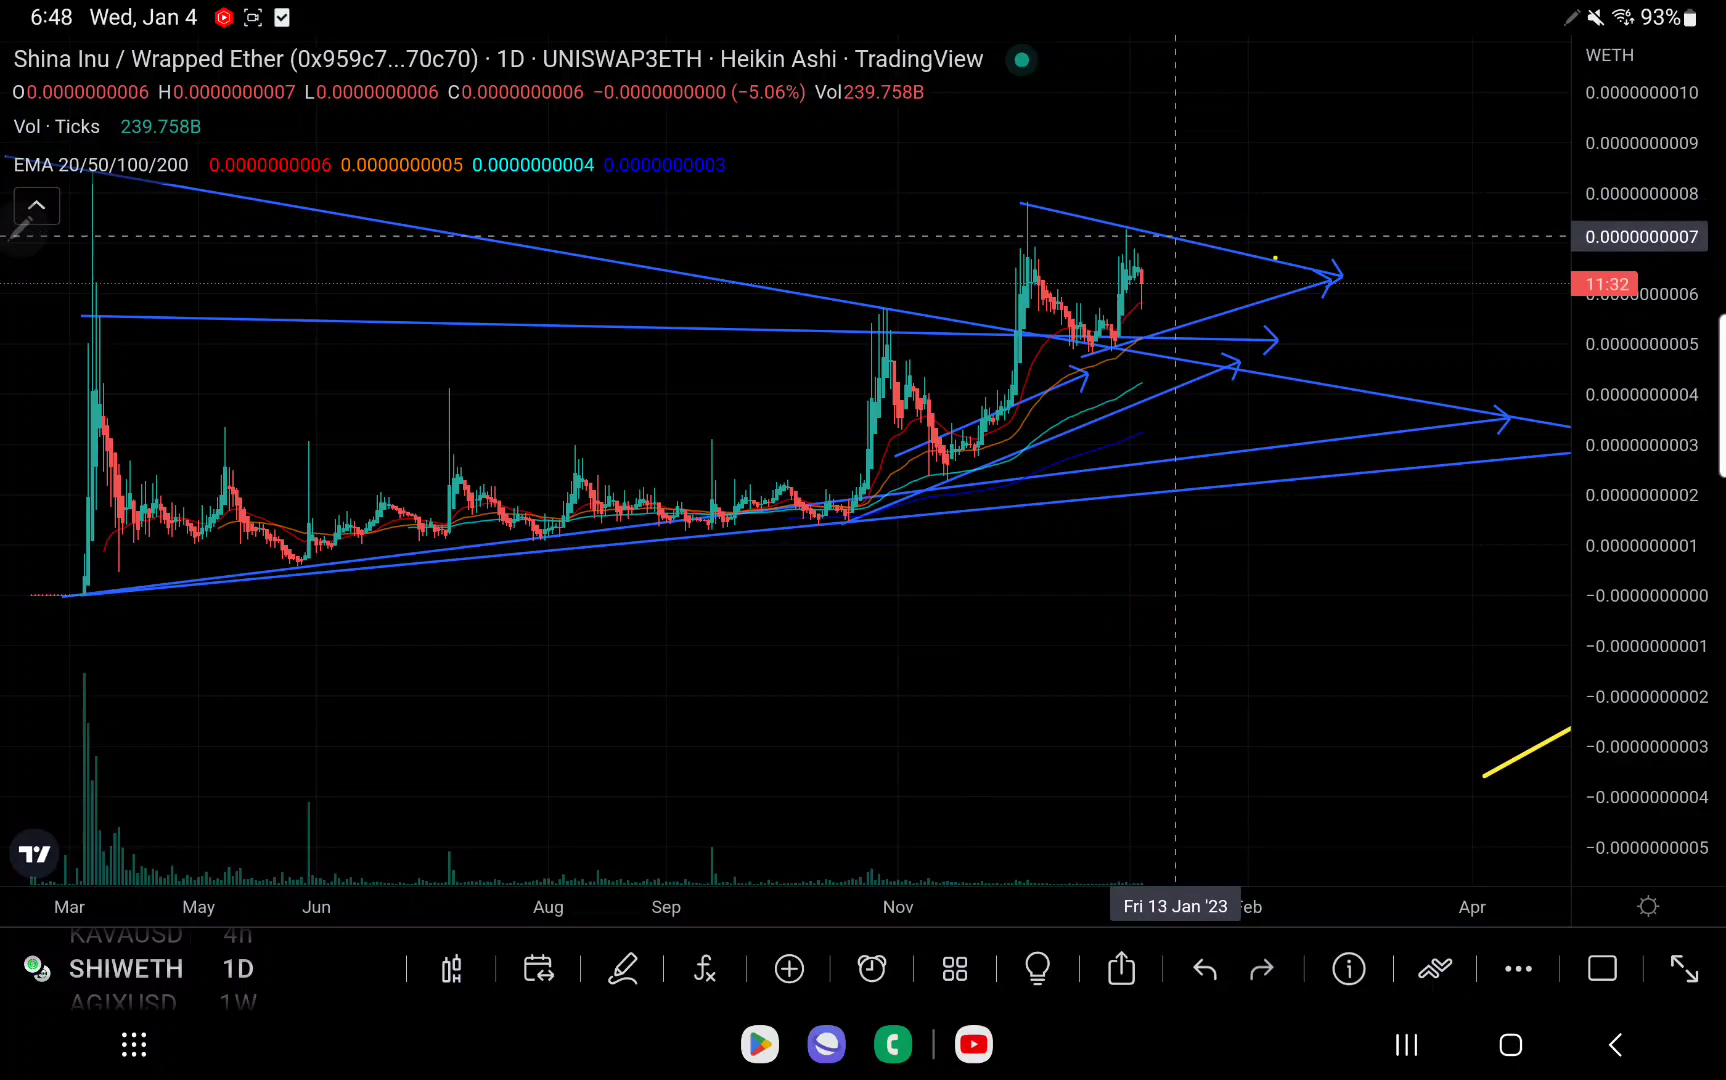 6:48 Wed, Jan 4 93%
Shina Inu / Wrapped Ether (0x959c7...70c70) · 1D · UNISWAP3ETH · Heikin Ashi · TradingView
O0.0000000006 H0.0000000007 L0.0000000006 C0.0000000006 −0.0000000000 (−5.06%) Vol239.758B
Vol · Ticks 239.758B
EMA 20/50/100/200 0.0000000006 0.0000000005 0.0000000004 0.0000000003
WETH
0.0000000010
0.0000000009
0.0000000008
0.0000000007
11:32
0.0000000006
0.0000000005
0.0000000004
0.0000000003
0.0000000002
0.0000000001
−0.0000000000
−0.0000000001
−0.0000000002
−0.0000000003
−0.0000000004
−0.0000000005
Mar May Jun Aug Sep Nov Fri 13 Jan '23 Feb Apr
KAVAUSD 4h
SHIWETH 1D
AGIXUSD 1W